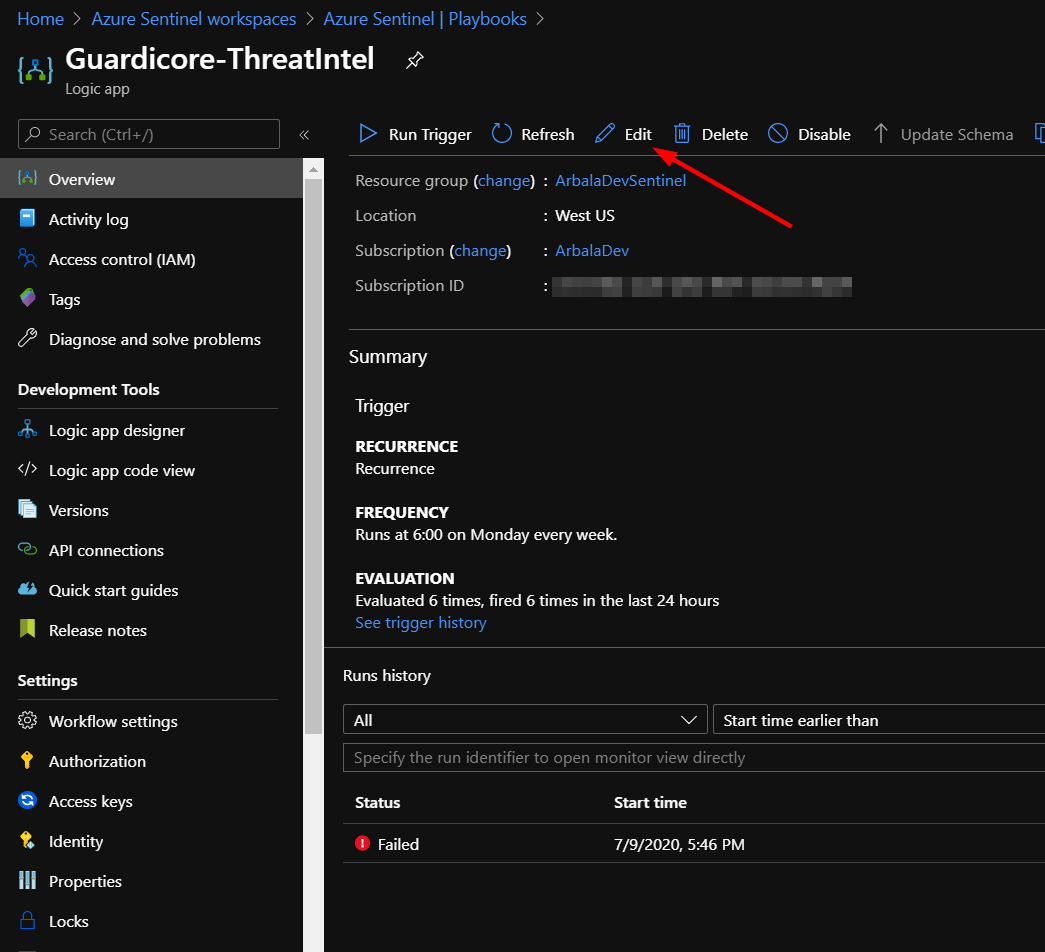 Home > Azure Sentinel workspaces > Azure Sentinel | Playbooks >
Guardicore-ThreatIntel
Logic app
Search (Ctrl+/)
«
Run Trigger Refresh Edit Delete Disable Update Schema
Overview
Activity log
Access control (IAM)
Tags
Diagnose and solve problems
Development Tools
Logic app designer
Logic app code view
Versions
API connections
Quick start guides
Release notes
Settings
Workflow settings
Authorization
Access keys
Identity
Properties
Locks
Resource group (change) : ArbalaDevSentinel
Location : West US
Subscription (change) : ArbalaDev
Subscription ID :
Summary
Trigger
RECURRENCE
Recurrence
FREQUENCY
Runs at 6:00 on Monday every week.
EVALUATION
Evaluated 6 times, fired 6 times in the last 24 hours
See trigger history
Runs history
All Start time earlier than
Specify the run identifier to open monitor view directly
Status Start time
Failed 7/9/2020, 5:46 PM